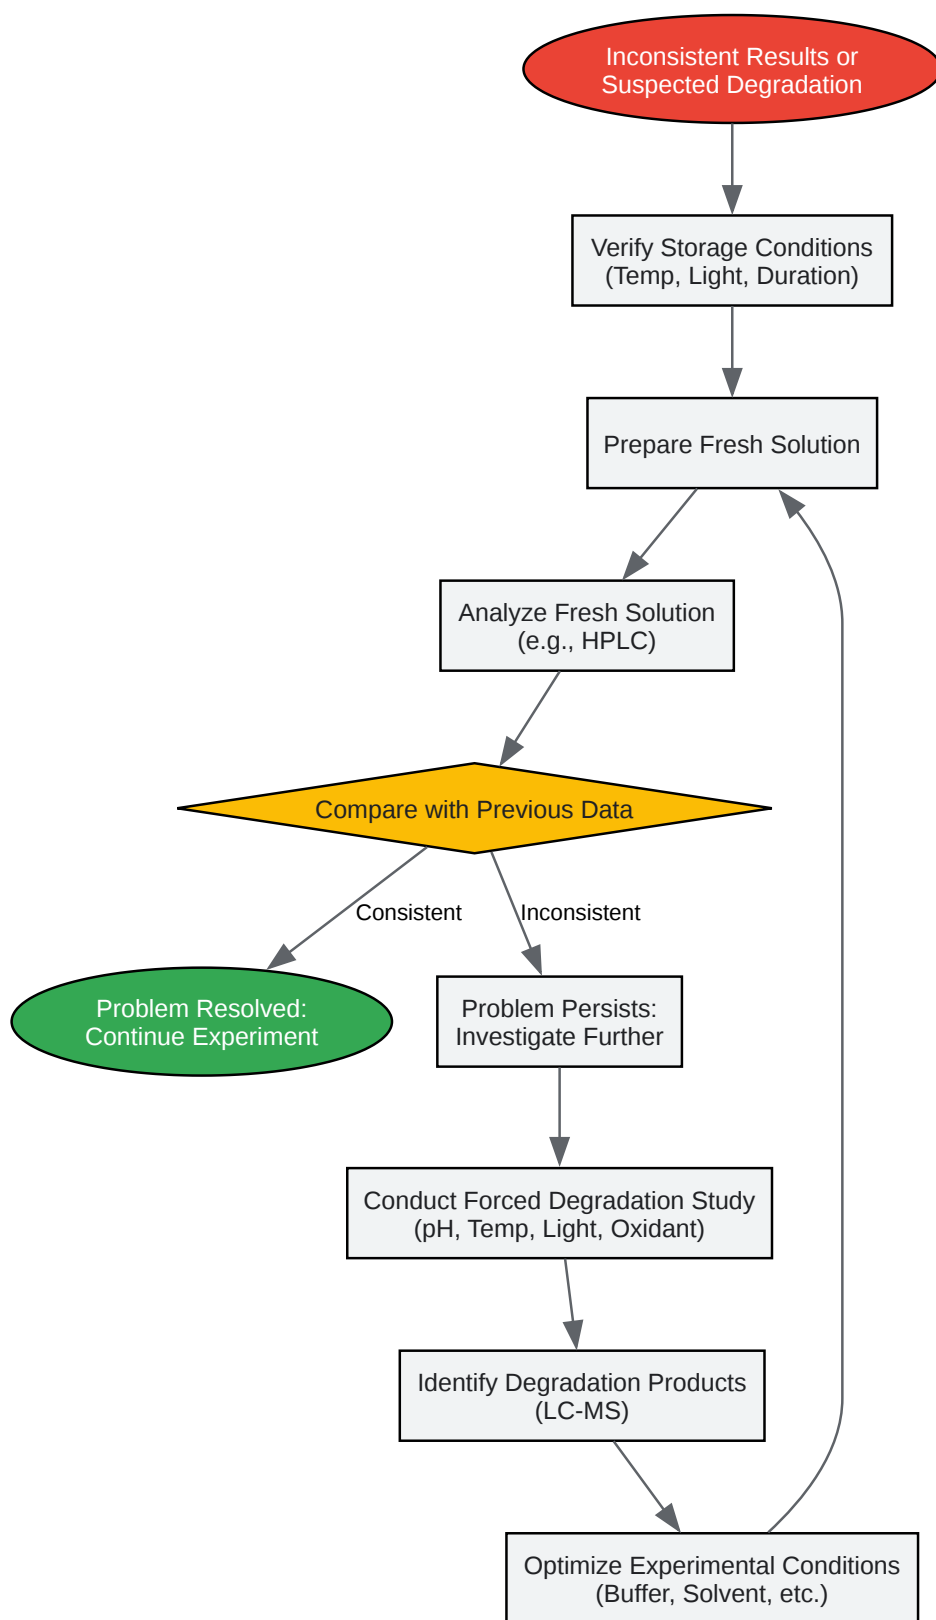 Inconsistent Results or
Suspected Degradation
Verify Storage Conditions
(Temp, Light, Duration)
Prepare Fresh Solution
Analyze Fresh Solution
(e.g., HPLC)
Compare with Previous Data
Consistent
Inconsistent
Problem Resolved:
Continue Experiment
Problem Persists:
Investigate Further
Conduct Forced Degradation Study
(pH, Temp, Light, Oxidant)
Identify Degradation Products
(LC-MS)
Optimize Experimental Conditions
(Buffer, Solvent, etc.)